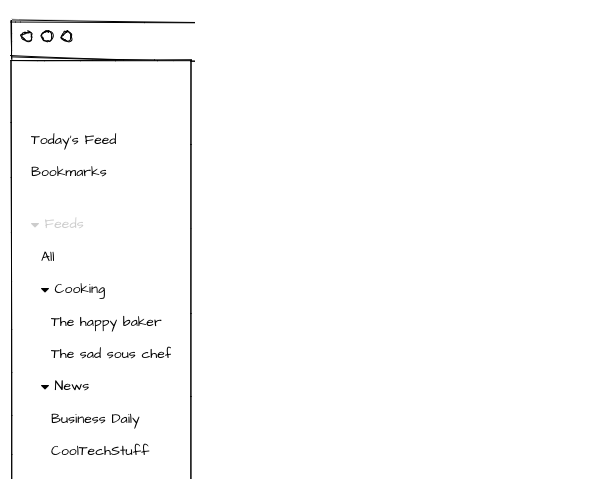 Today's Feed
Bookmarks
Feeds
All
Cooking
The happy baker
The sad sous chef
News
Business Daily
CoolTechStuff